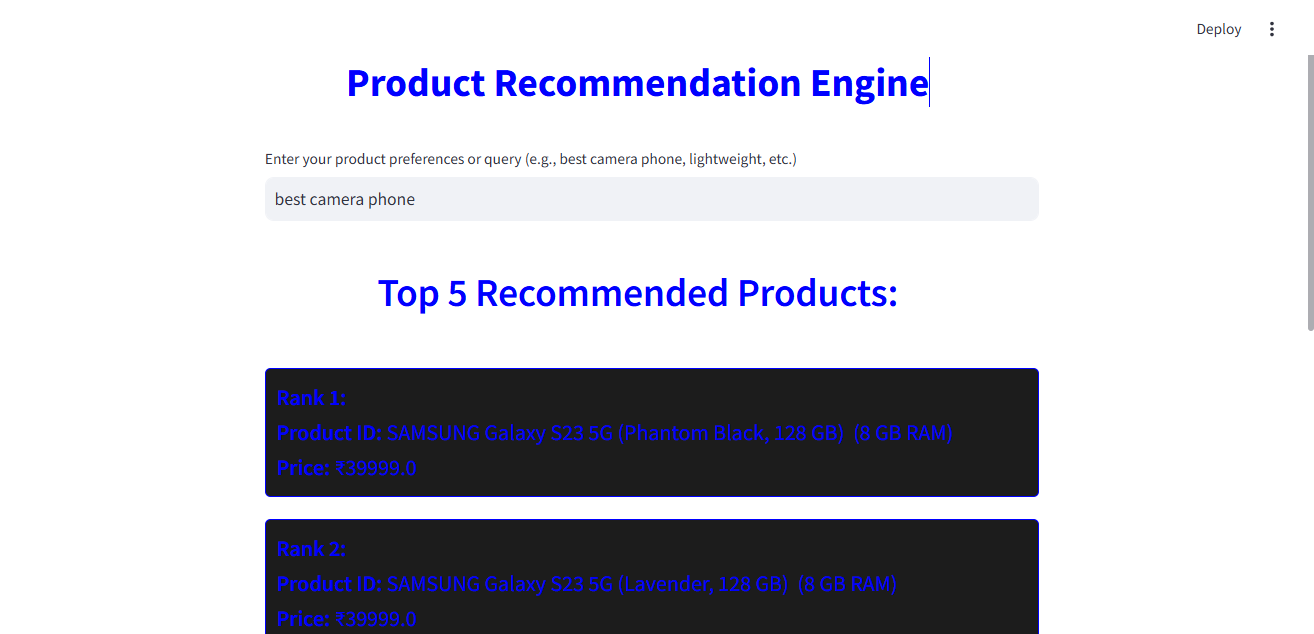 Deploy
Product Recommendation Engine
Enter your product preferences or query (e.g., best camera phone, lightweight, etc.)
best camera phone
Top 5 Recommended Products:
Rank 1:
Product ID: SAMSUNG Galaxy S23 5G (Phantom Black, 128 GB)  (8 GB RAM)
Price: ₹39999.0
Rank 2:
Product ID: SAMSUNG Galaxy S23 5G (Lavender, 128 GB)  (8 GB RAM)
Price: ₹39999.0